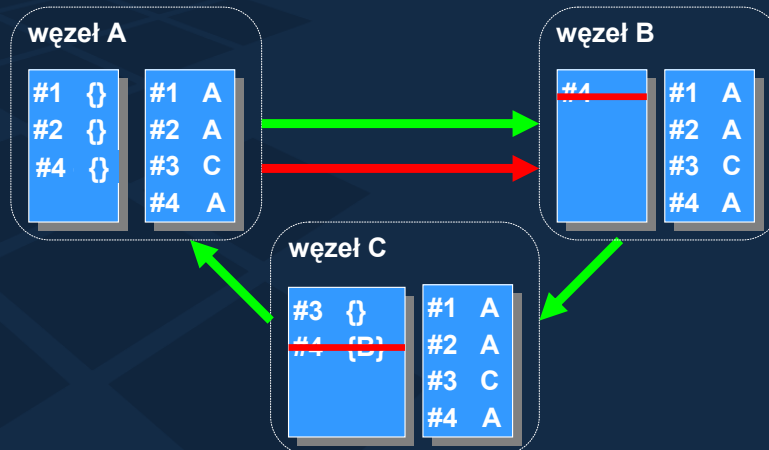 węzeł A
#1 {}
#2 {}
#4 {}
#1 A
#2 A
#3 C
#4 A
węzeł B
#4
#1 A
#2 A
#3 C
#4 A
węzeł C
#3 {}
#4 {B}
#1 A
#2 A
#3 C
#4 A